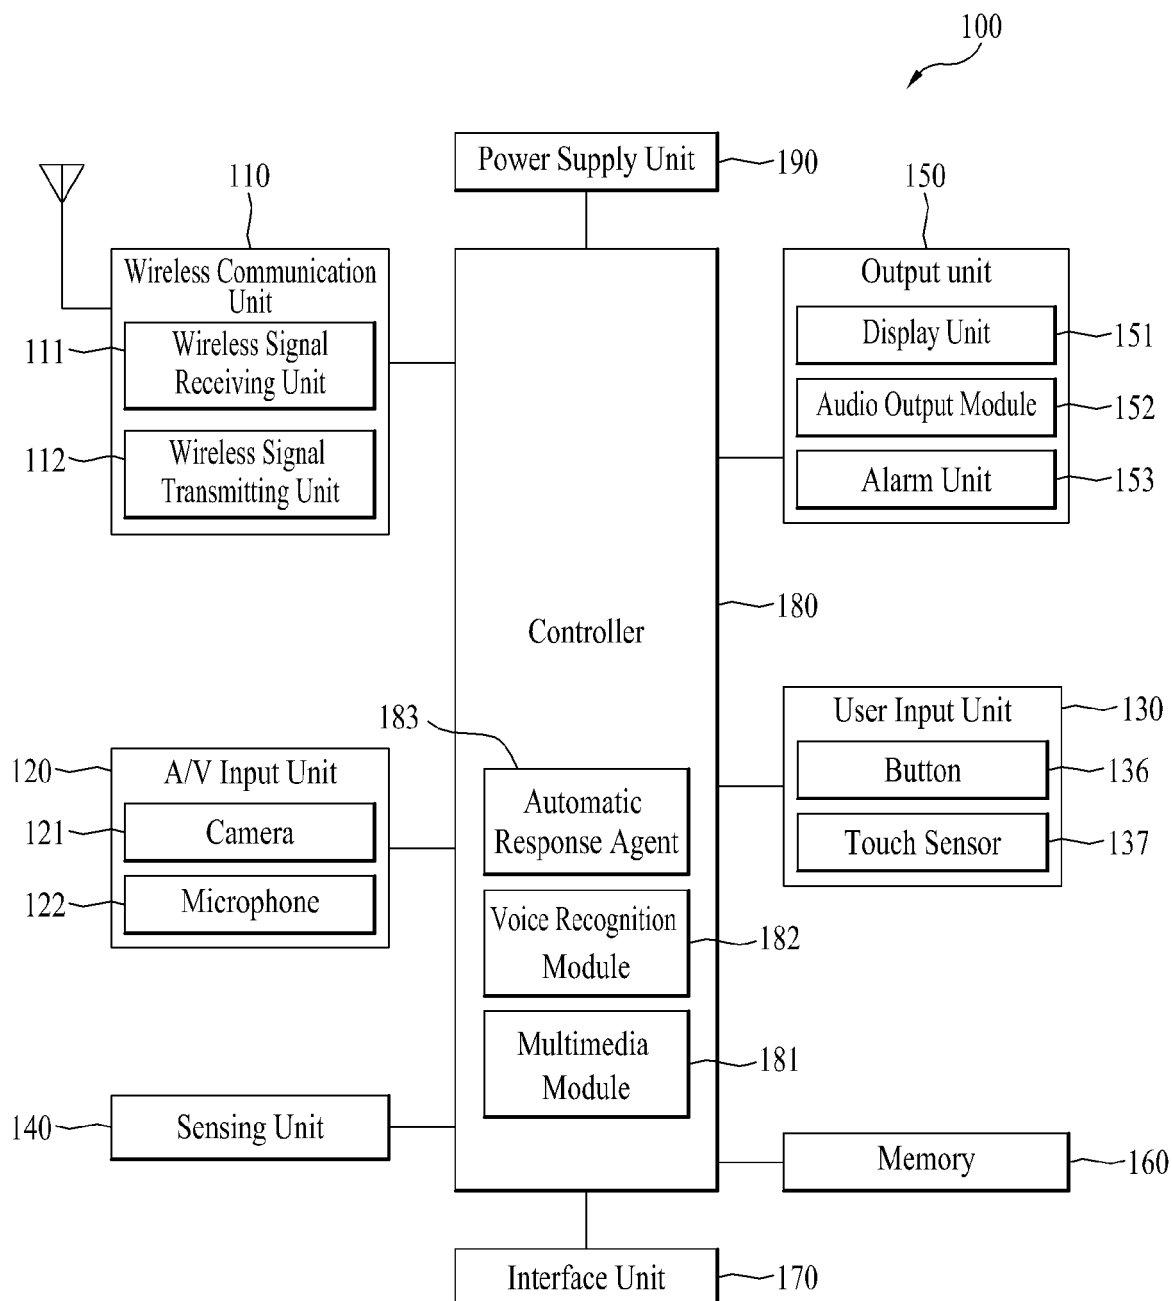 100
Power Supply Unit
190
110
Wireless Communication
Unit
111
Wireless Signal
Receiving Unit
112
Wireless Signal
Transmitting Unit
150
Output unit
Display Unit
151
Audio Output Module
152
Alarm Unit
153
Controller
180
183
Automatic
Response Agent
Voice Recognition
Module
182
Multimedia
Module
181
120
A/V Input Unit
121
Camera
122
Microphone
User Input Unit
130
Button
136
Touch Sensor
137
140
Sensing Unit
Memory
160
Interface Unit
170